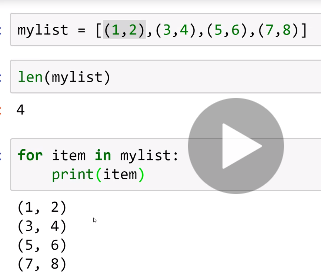 mylist = [(1,2),(3,4),(5,6),(7,8)]
len(mylist)
4
for item in mylist:
    print(item)
(1, 2)
(3, 4)
(5, 6)
(7, 8)